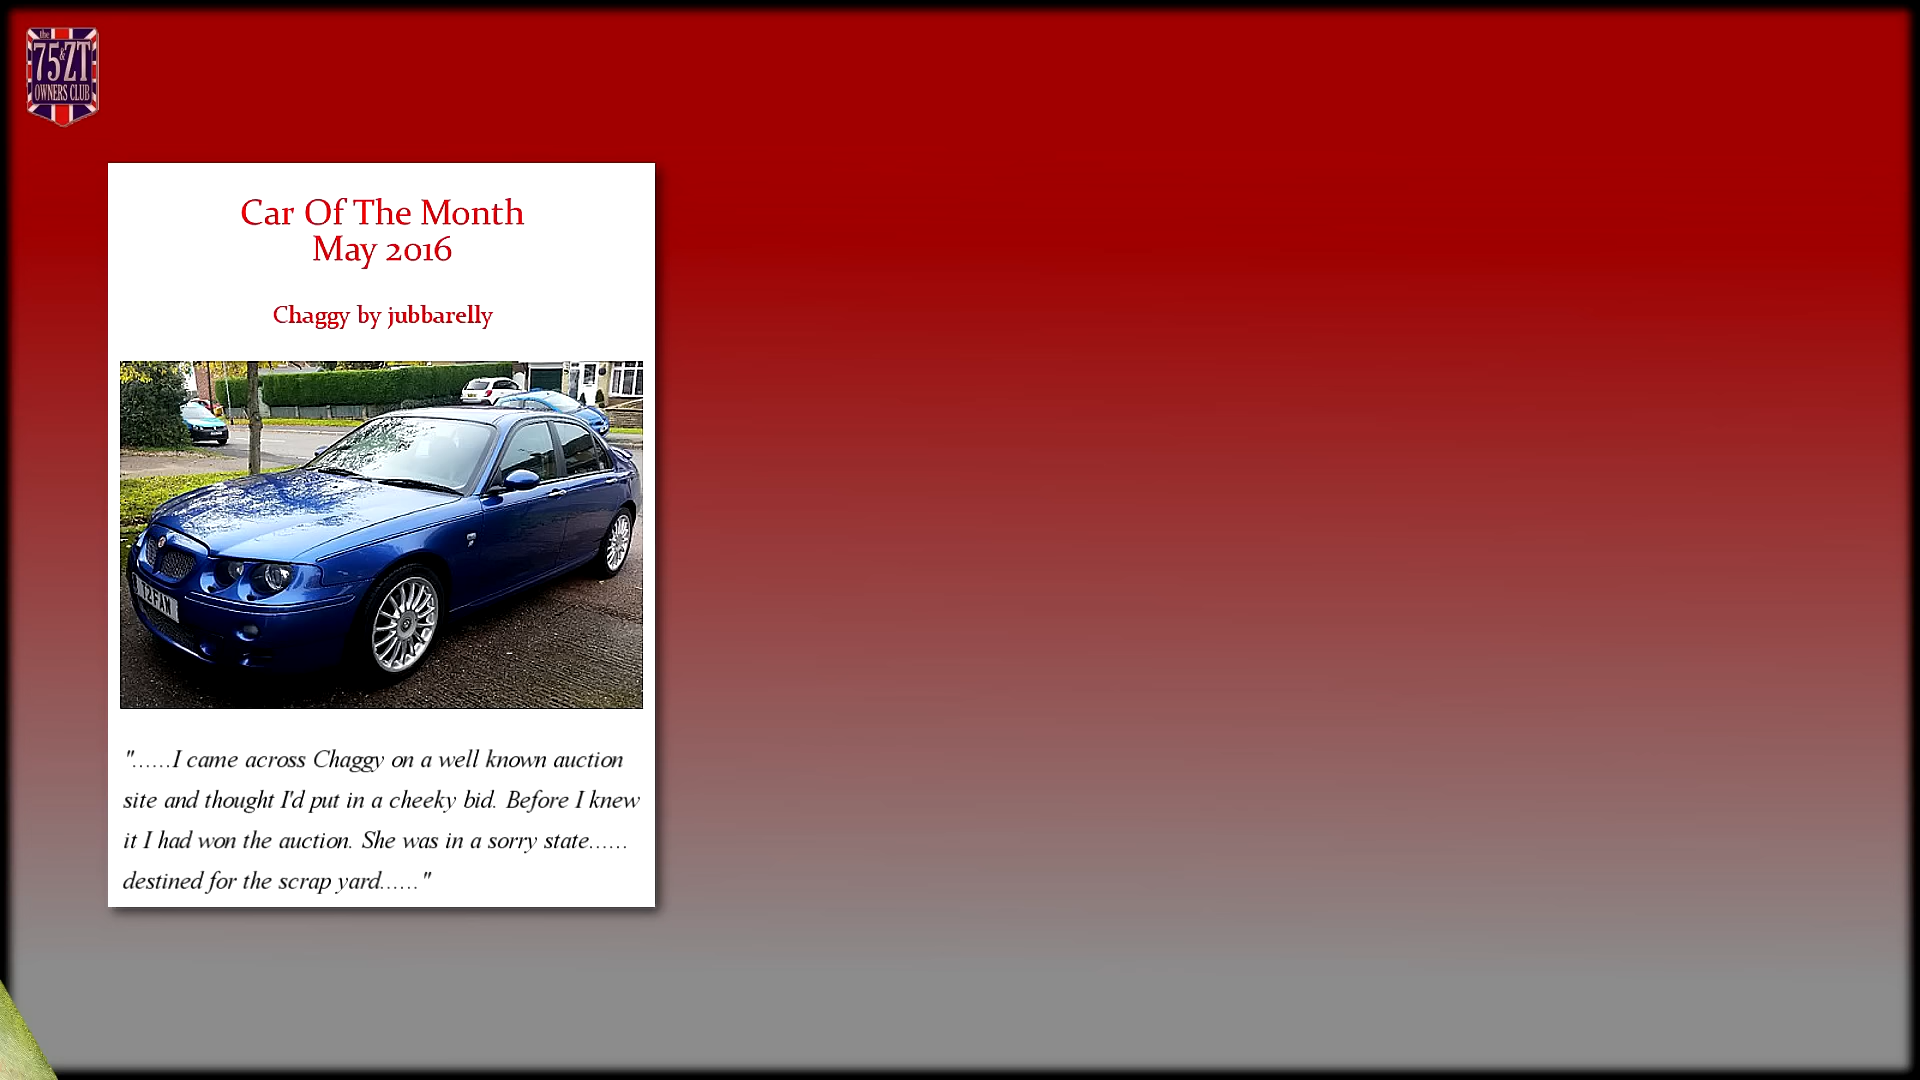 the
75&ZT
OWNERS CLUB
Car Of The Month
May 2016
Chaggy by jubbarelly
T2FAW
"......I came across Chaggy on a well known auction
site and thought I'd put in a cheeky bid. Before I knew
it I had won the auction. She was in a sorry state......
destined for the scrap yard......"